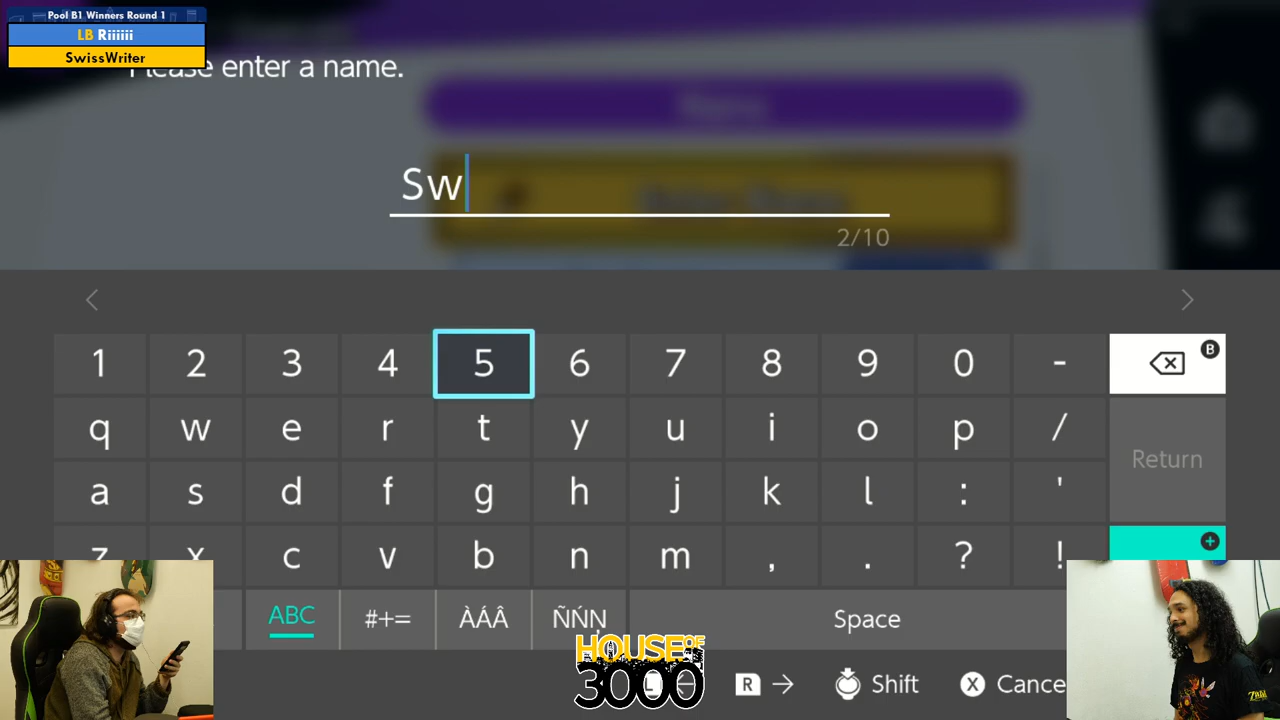 Pool B1 Winners Round 1
LB Riiiiii
SwissWriter
Please enter a name.
Sw
2/10
1 2 3 4 5 6 7 8 9 0 -
B
q w e r t y u i o p /
Return
a s d f g h j k l : '
z x c v b n m , . ? !
+
ABC #+= ÀÁÂ ÑŃŅ Space
HOUSE OF
3000
L R → Shift X Cance